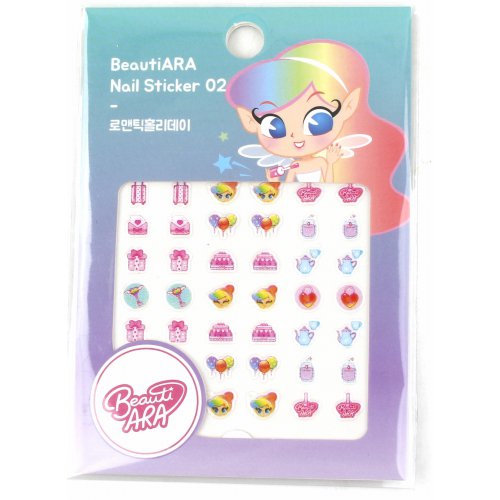 BeautiARA
Nail Sticker 02
로맨틱홀리데이
Beauti
ARA